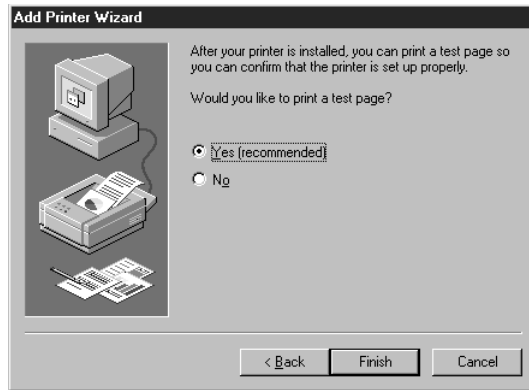 Add Printer Wizard
After your printer is installed, you can print a test page so
you can confirm that the printer is set up properly.
Would you like to print a test page?
Yes (recommended)
No
< Back
Finish
Cancel